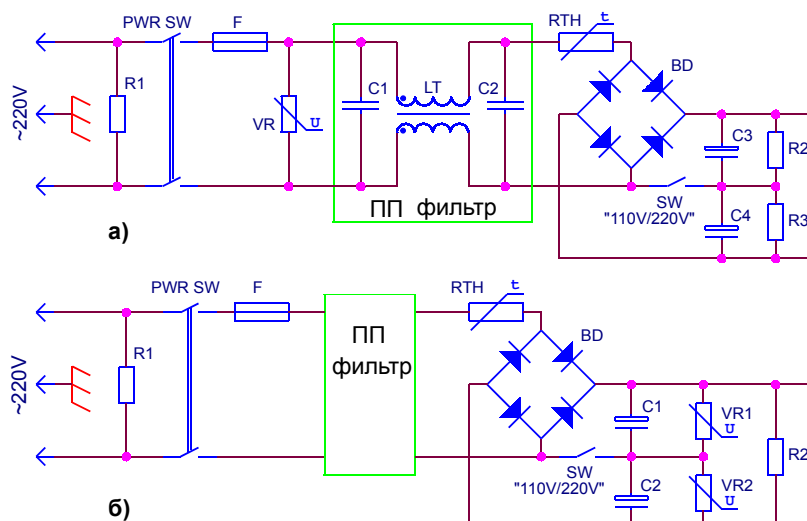 PWR SW
F
RTH
t
BD
~220V
R1
VR
U
C1
LT
C2
C3
R2
SW
"110V/220V"
C4
R3
ПП фильтр
а)
PWR SW
F
RTH
t
BD
~220V
R1
ПП
фильтр
C1
VR1
U
R2
SW
"110V/220V"
C2
VR2
U
б)